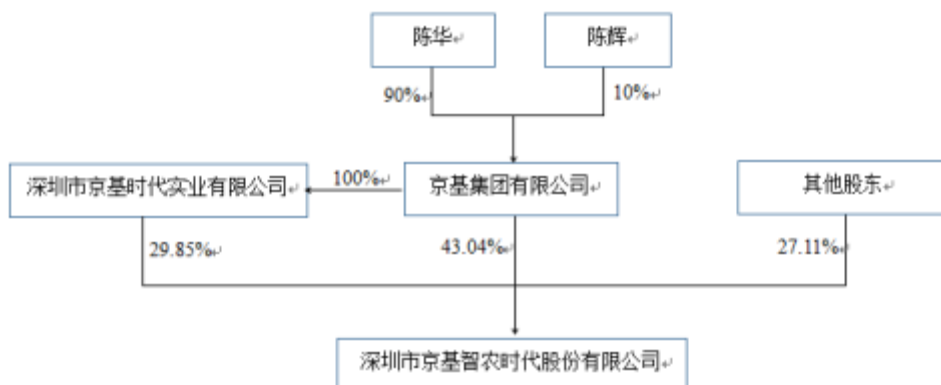 陈华
陈辉
90%
10%
深圳市京基时代实业有限公司
100%
京基集团有限公司
其他股东
29.85%
43.04%
27.11%
深圳市京基智农时代股份有限公司